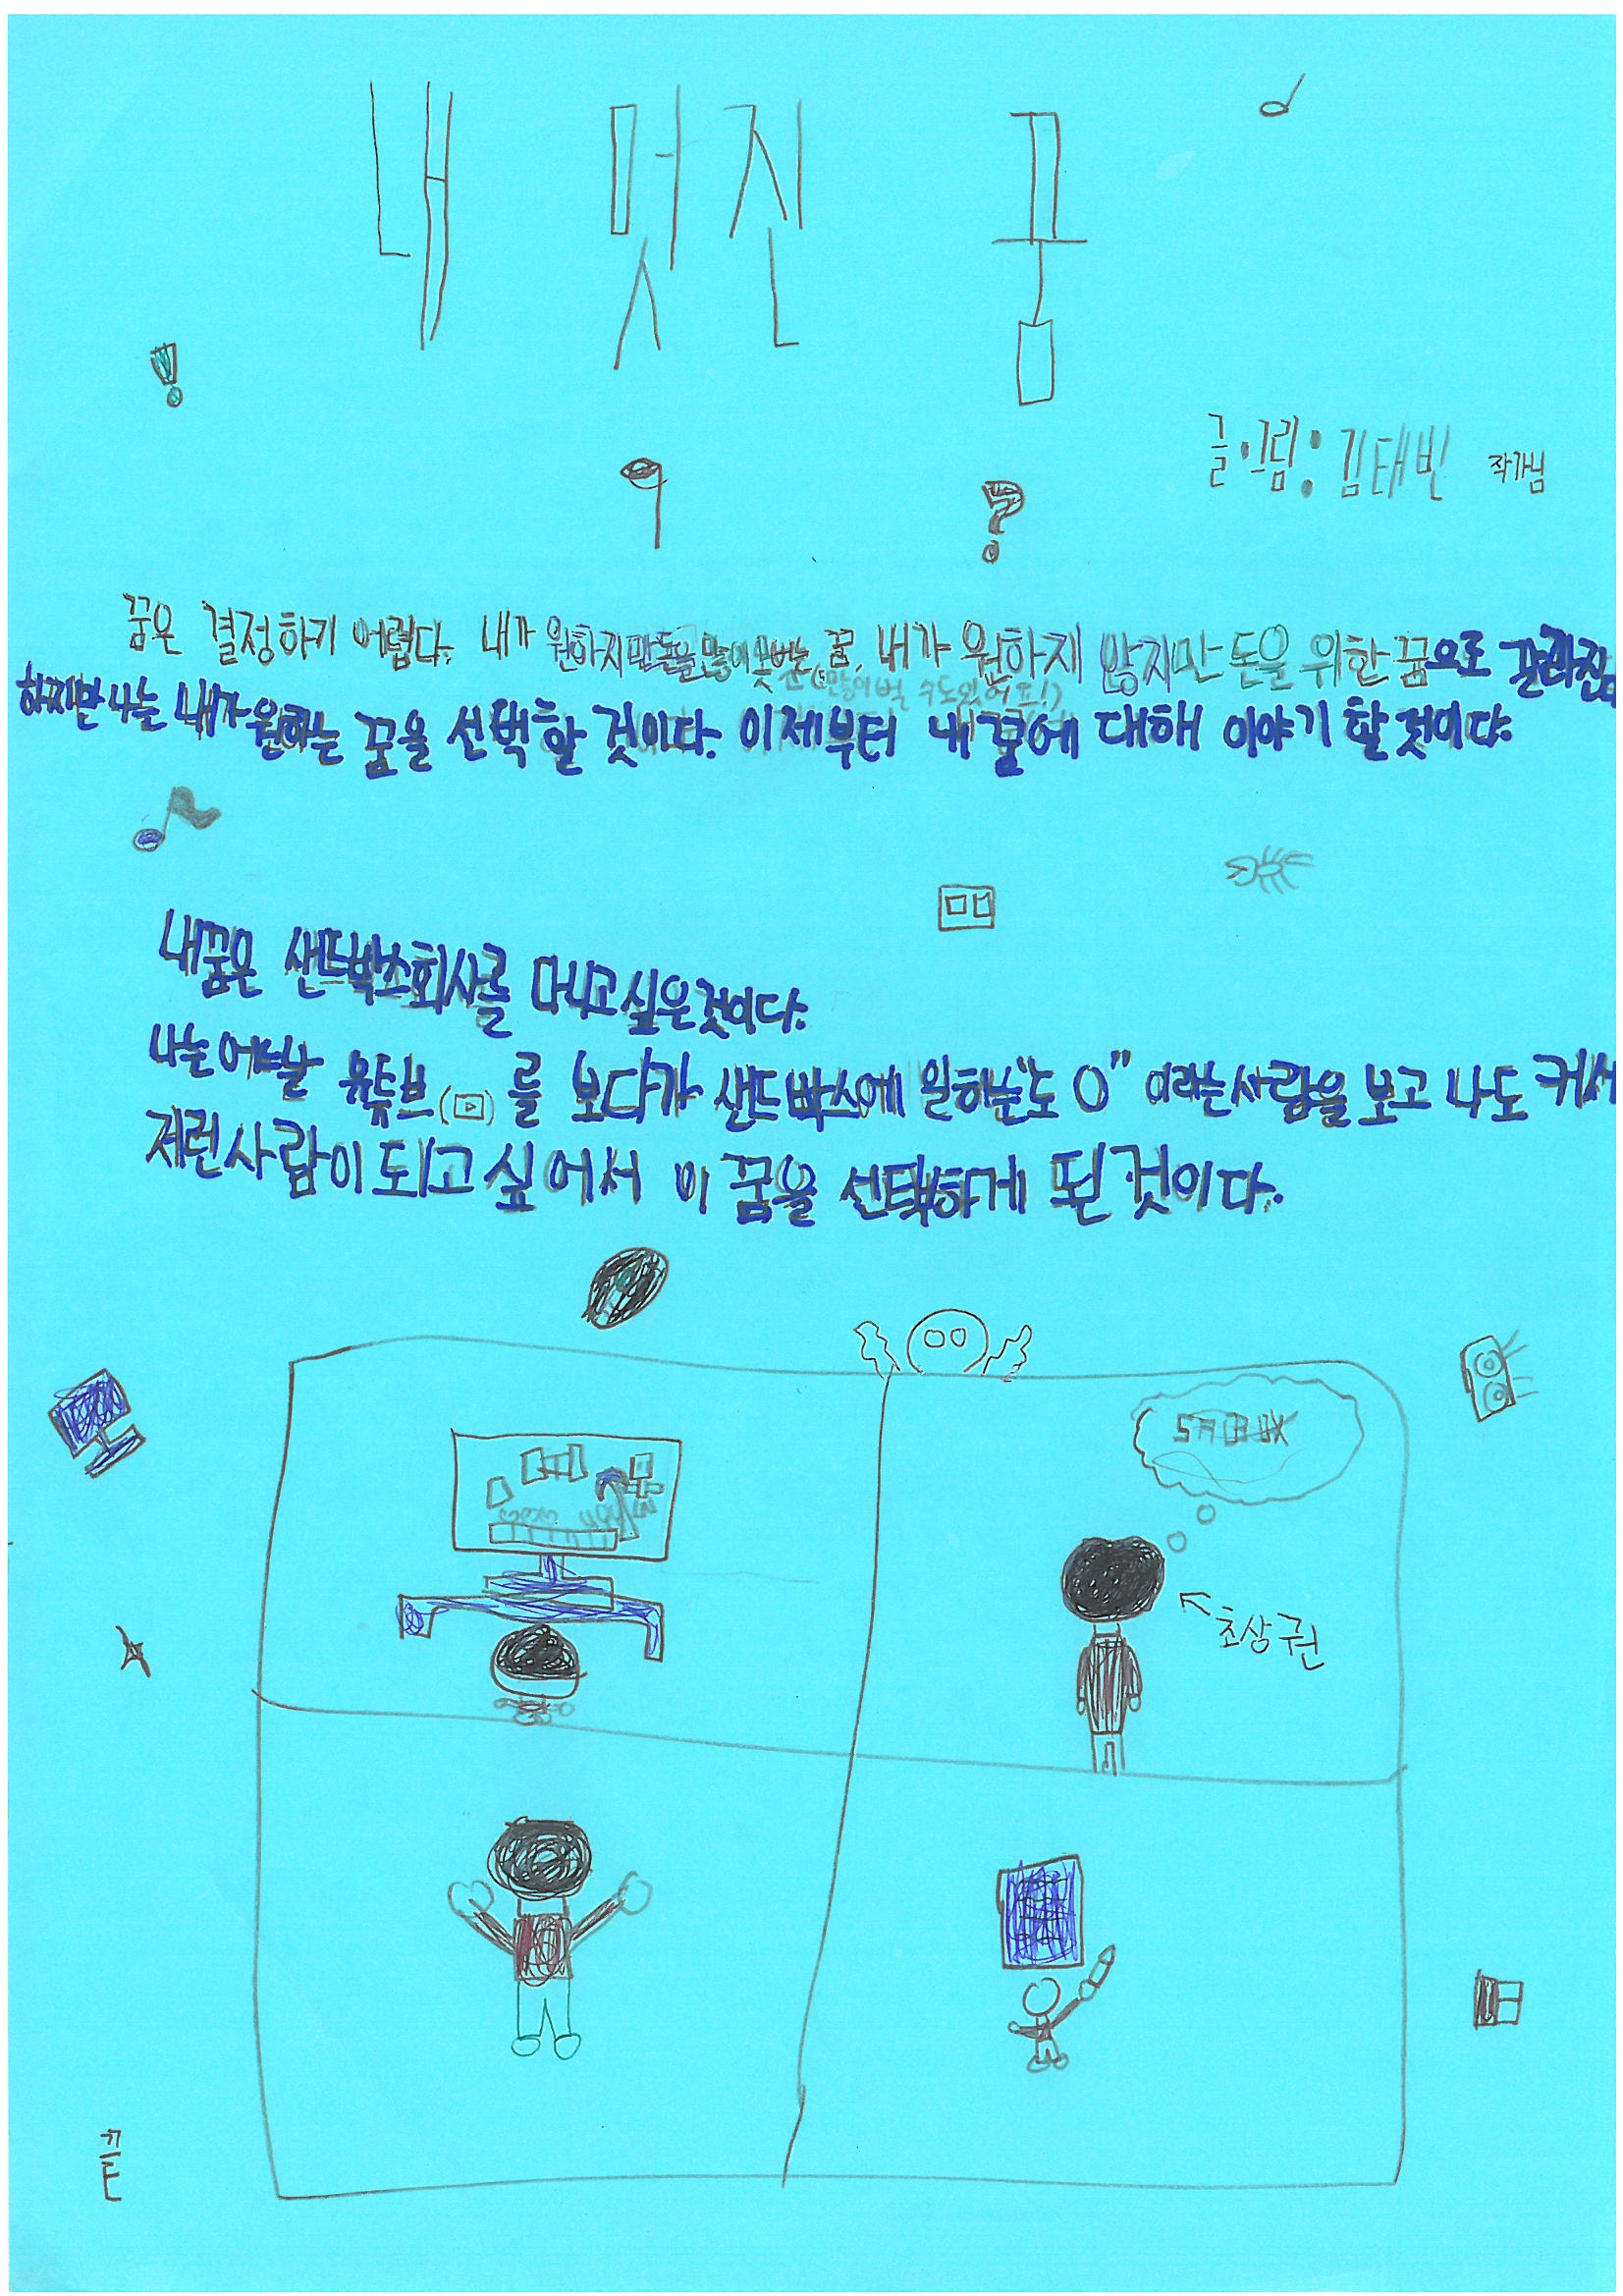 내 멋진 꿈
글·그림: 김태빈 작가님
꿈은 결정하기 어렵다. 내가 원하지만 돈을 많이 못버는 꿈, 내가 원하지 않지만 돈을 위한 꿈으로 갈라진다
(많이 벌 수도 있어요!)
하지만 나는 내가 원하는 꿈을 선택할 것이다. 이제부터 내 꿈에 대해 이야기 할 것이다.
내꿈은 샌드박스회사를 다니고싶은것이다.
나는 어느날 유튜브( )를 보다가 샌드박스에 일하는 "도 O" 이라는사람을 보고 나도 커서
저런사람이 되고싶어서 이 꿈을 선택하게 된 것이다.
초상권
끝